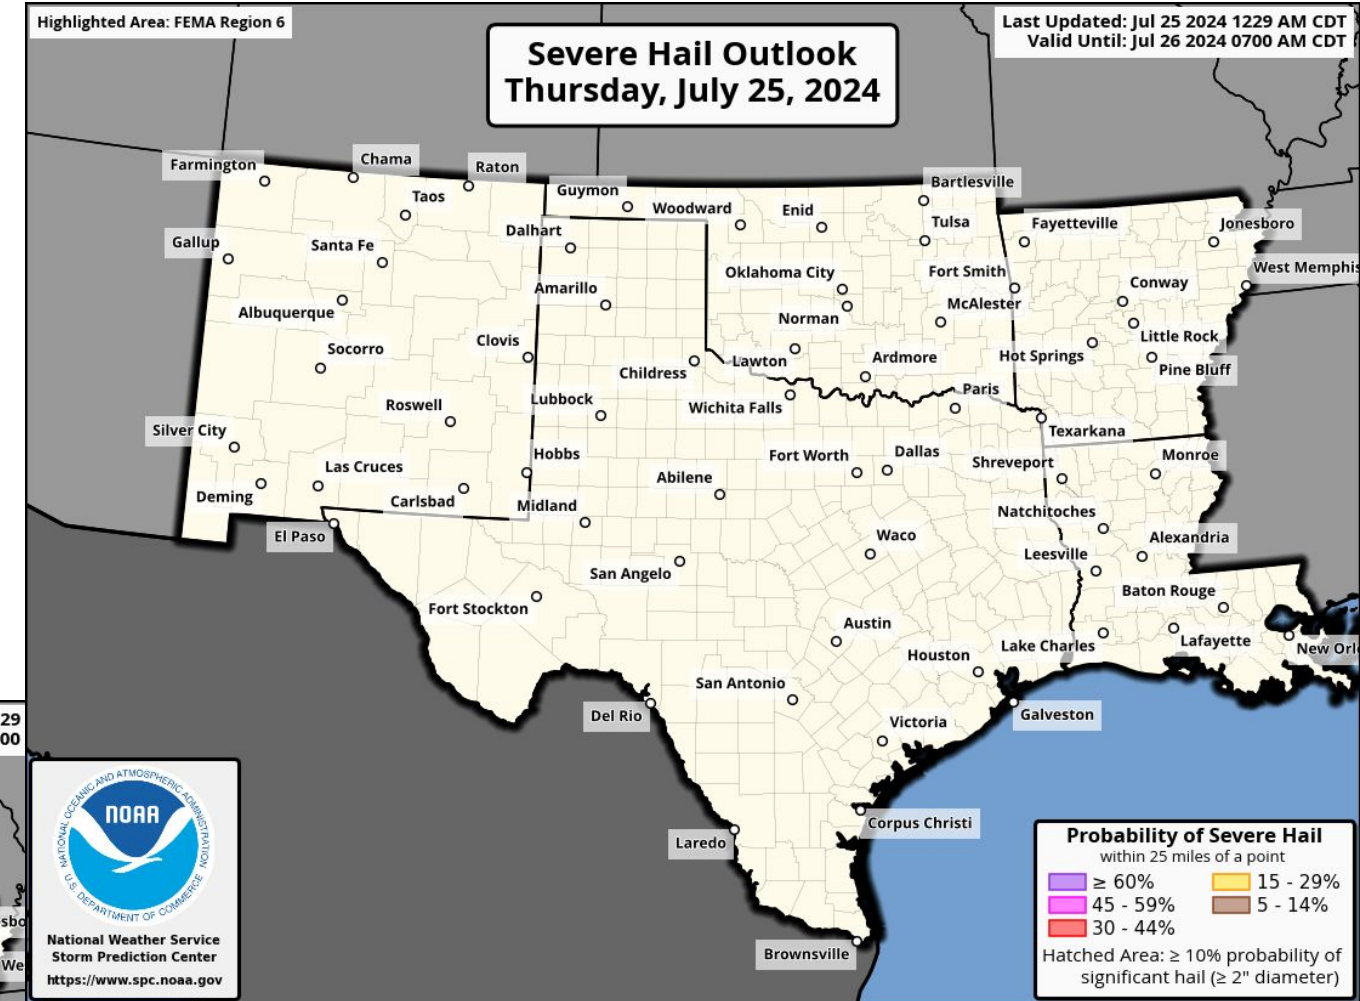 Highlighted Area: FEMA Region 6
Severe Hail Outlook
Thursday, July 25, 2024
Last Updated: Jul 25 2024 1229 AM CDT
Valid Until: Jul 26 2024 0700 AM CDT
Farmington
Chama
Raton
Taos
Guymon
Woodward
Enid
Bartlesville
Tulsa
Fayetteville
Jonesboro
Gallup
Santa Fe
Dalhart
Oklahoma City
Fort Smith
West Memphis
Amarillo
Conway
Albuquerque
Norman
McAlester
Little Rock
Socorro
Clovis
Childress
Lawton
Ardmore
Hot Springs
Pine Bluff
Roswell
Lubbock
Wichita Falls
Paris
Silver City
Texarkana
Las Cruces
Hobbs
Abilene
Fort Worth
Dallas
Shreveport
Monroe
Deming
Carlsbad
Midland
Natchitoches
El Paso
Waco
Alexandria
San Angelo
Leesville
Fort Stockton
Baton Rouge
Austin
Lake Charles
Lafayette
New Orl
Houston
San Antonio
Del Rio
Victoria
Galveston
29
00
Laredo
Corpus Christi
Brownsville
sbo
We
NATIONAL OCEANIC AND ATMOSPHERIC ADMINISTRATION
NOAA
U.S. DEPARTMENT OF COMMERCE
National Weather Service
Storm Prediction Center
https://www.spc.noaa.gov
Probability of Severe Hail
within 25 miles of a point
≥ 60% 15 - 29%
45 - 59% 5 - 14%
30 - 44%
Hatched Area: ≥ 10% probability of
significant hail (≥ 2" diameter)